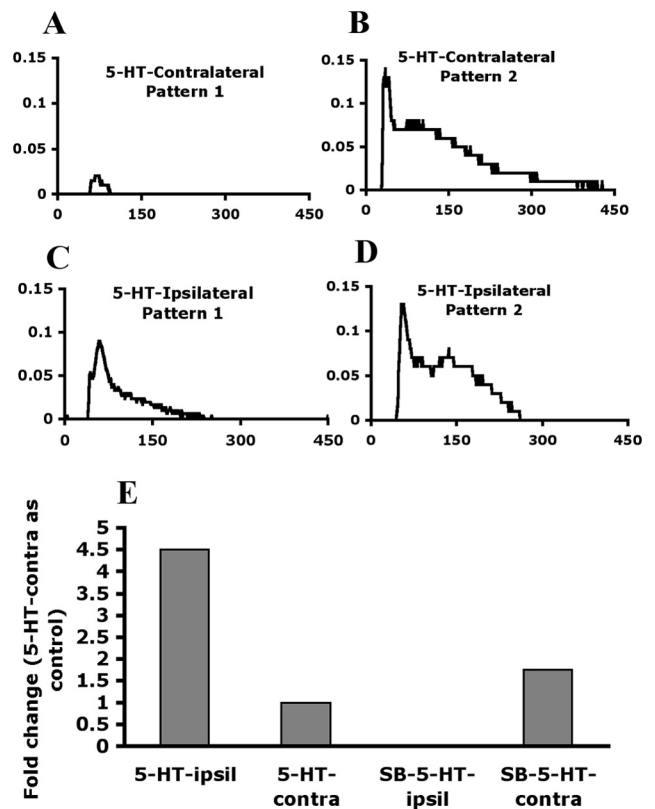 A
5-HT-Contralateral
Pattern 1
0.15
0.1
0.05
0
0
150
300
450
B
5-HT-Contralateral
Pattern 2
0.15
0.1
0.05
0
0
150
300
450
C
5-HT-Ipsilateral
Pattern 1
0.15
0.1
0.05
0
0
150
300
450
D
5-HT-Ipsilateral
Pattern 2
0.15
0.1
0.05
0
0
150
300
450
E
Fold change (5-HT-contra as
control)
5
4.5
4
3.5
3
2.5
2
1.5
1
0.5
0
5-HT-ipsil
5-HT-
contra
SB-5-HT-
ipsil
SB-5-HT-
contra